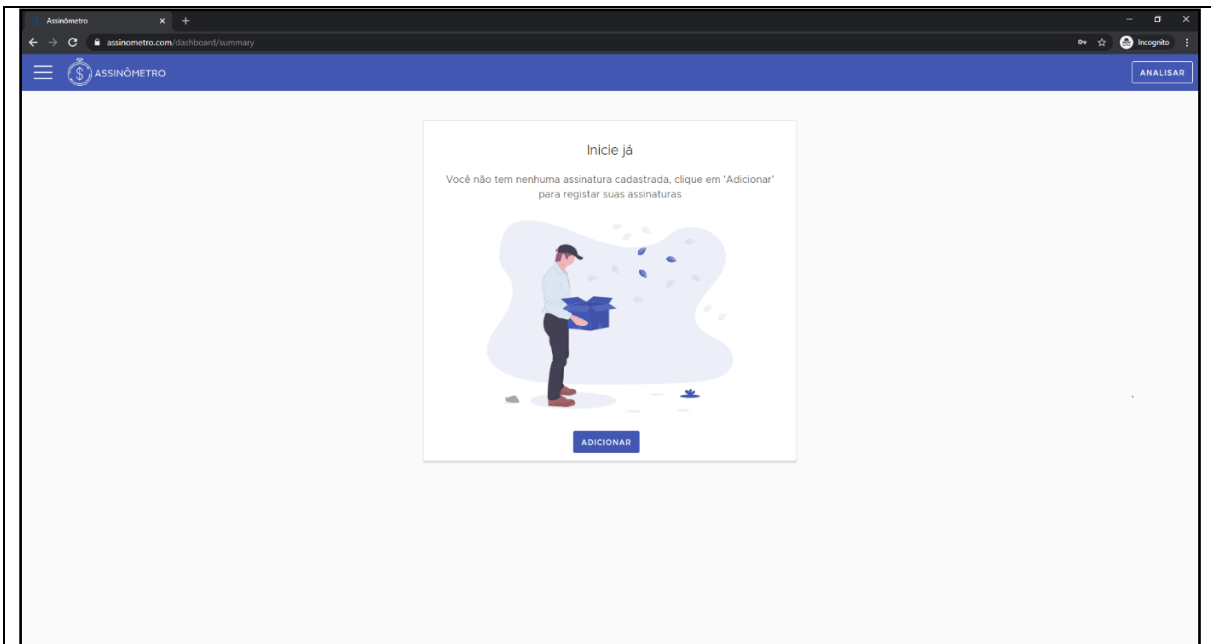 Assinômetro
assinometro.com/dashboard/summary
Incognito
$ ASSINÔMETRO
ANALISAR
Inicie já
Você não tem nenhuma assinatura cadastrada, clique em 'Adicionar'
para registar suas assinaturas
ADICIONAR